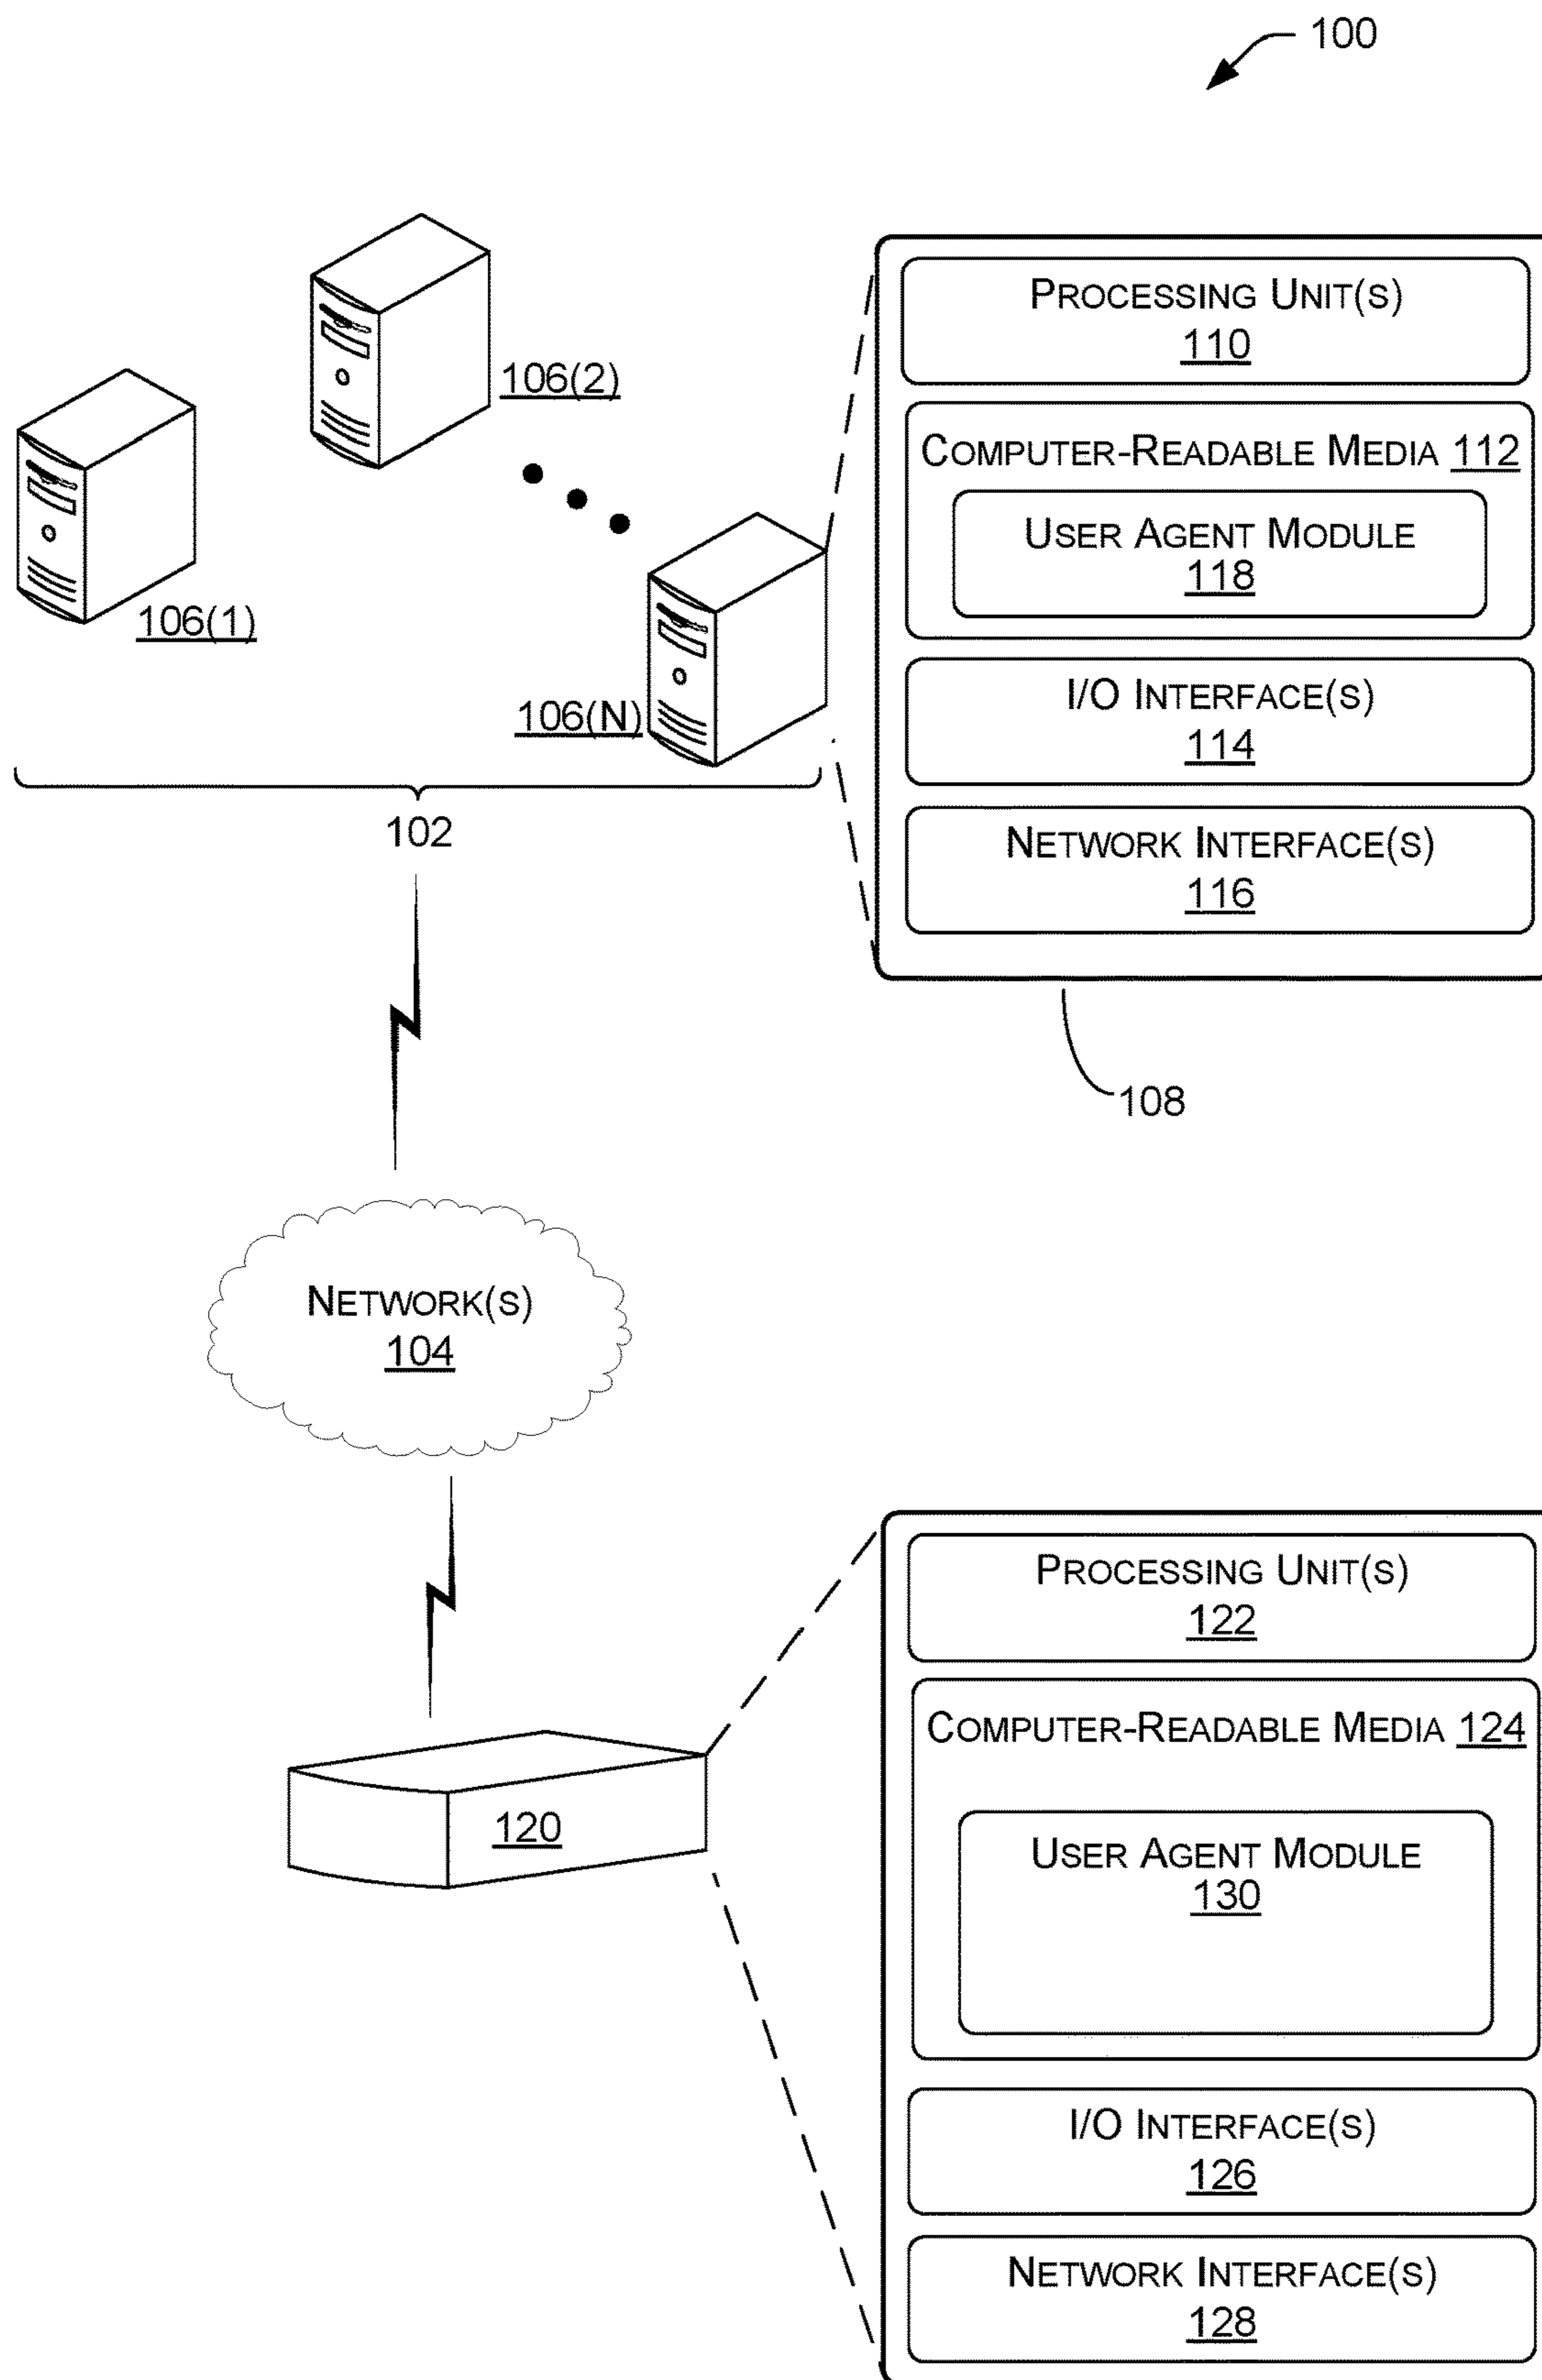 100
PROCESSING UNIT(S)
110
106(2)
COMPUTER-READABLE MEDIA 112
USER AGENT MODULE
118
106(1)
I/O INTERFACE(S)
114
106(N)
102
NETWORK INTERFACE(S)
116
108
NETWORK(S)
104
PROCESSING UNIT(S)
122
COMPUTER-READABLE MEDIA 124
120
USER AGENT MODULE
130
I/O INTERFACE(S)
126
NETWORK INTERFACE(S)
128